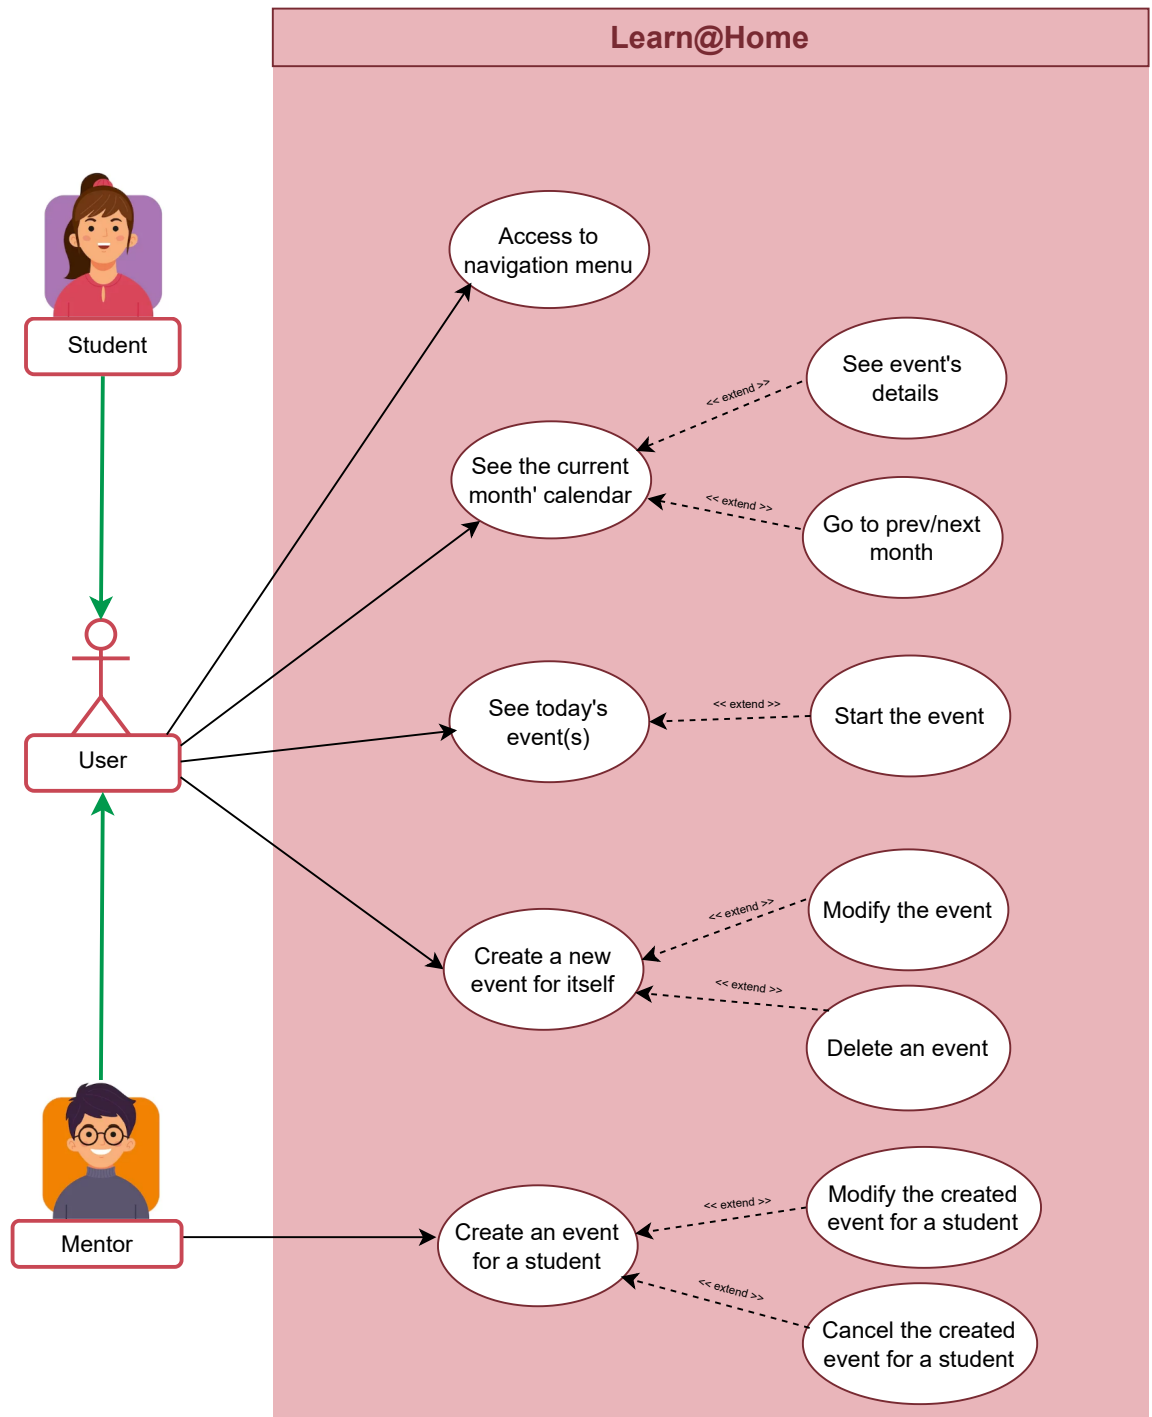 Learn@Home
Access to
navigation menu
Student
See event's
details
<< extend >>
See the current
month' calendar
<< extend >>
Go to prev/next
month
User
See today's
event(s)
<< extend >>
Start the event
Modify the event
<< extend >>
Create a new
event for itself
<< extend >>
Delete an event
Mentor
Create an event
for a student
<< extend >>
Modify the created
event for a student
<< extend >>
Cancel the created
event for a student